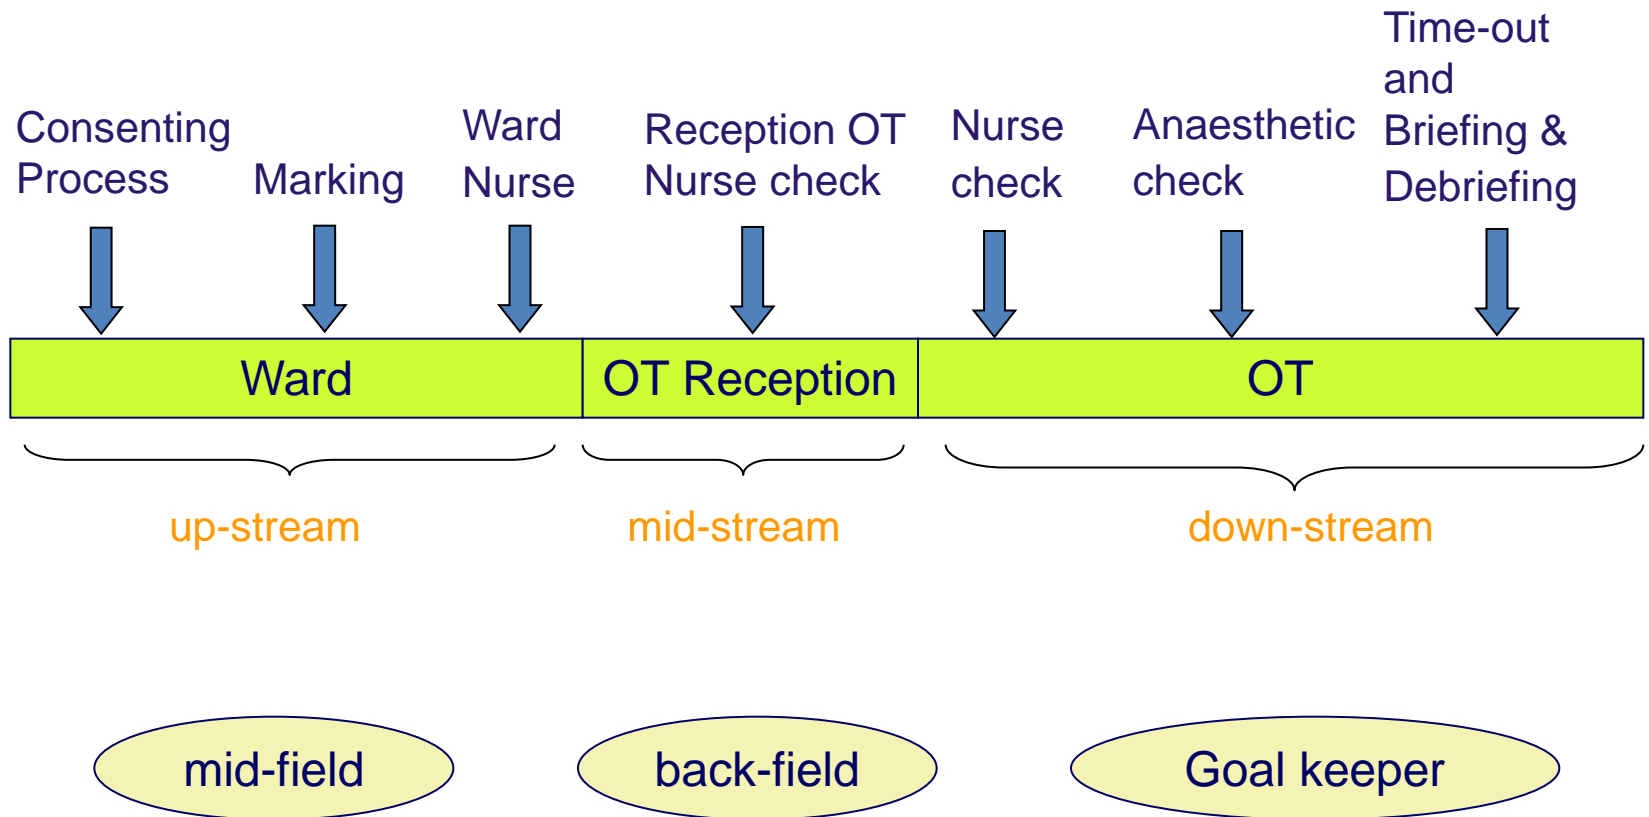 Consenting
Process
Marking
Ward
Nurse
Reception OT
Nurse check
Nurse
check
Anaesthetic
check
Time-out
and
Briefing &
Debriefing
Ward
OT Reception
OT
up-stream
mid-stream
down-stream
mid-field
back-field
Goal keeper